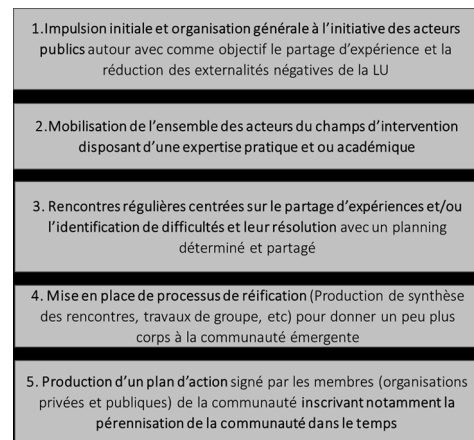 1.Impulsion initiale et organisation générale à l'initiative des acteurs
publics autour avec comme objectif le partage d'expérience et la
réduction des externalités négatives de la LU
2.Mobilisation de l'ensemble des acteurs du champs d'intervention
disposant d'une expertise pratique et ou académique
3. Rencontres régulières centrées sur le partage d'expériences et/ou
l'identification de difficultés et leur résolution avec un planning
déterminé et partagé
4. Mise en place de processus de réification (Production de synthèse
des rencontres, travaux de groupe, etc) pour donner un peu plus
corps à la communauté émergente
5. Production d'un plan d'action signé par les membres (organisations
privées et publiques) de la communauté inscrivant notamment la
pérennisation de la communauté dans le temps